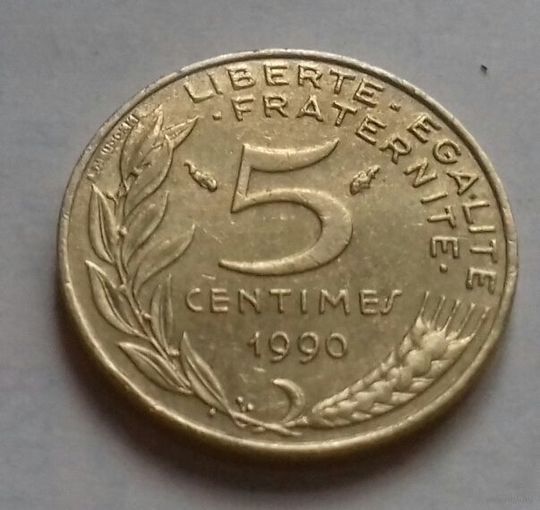 LIBERTE - EGALITE
· FRATERNITE ·
5
CENTIMES
1990